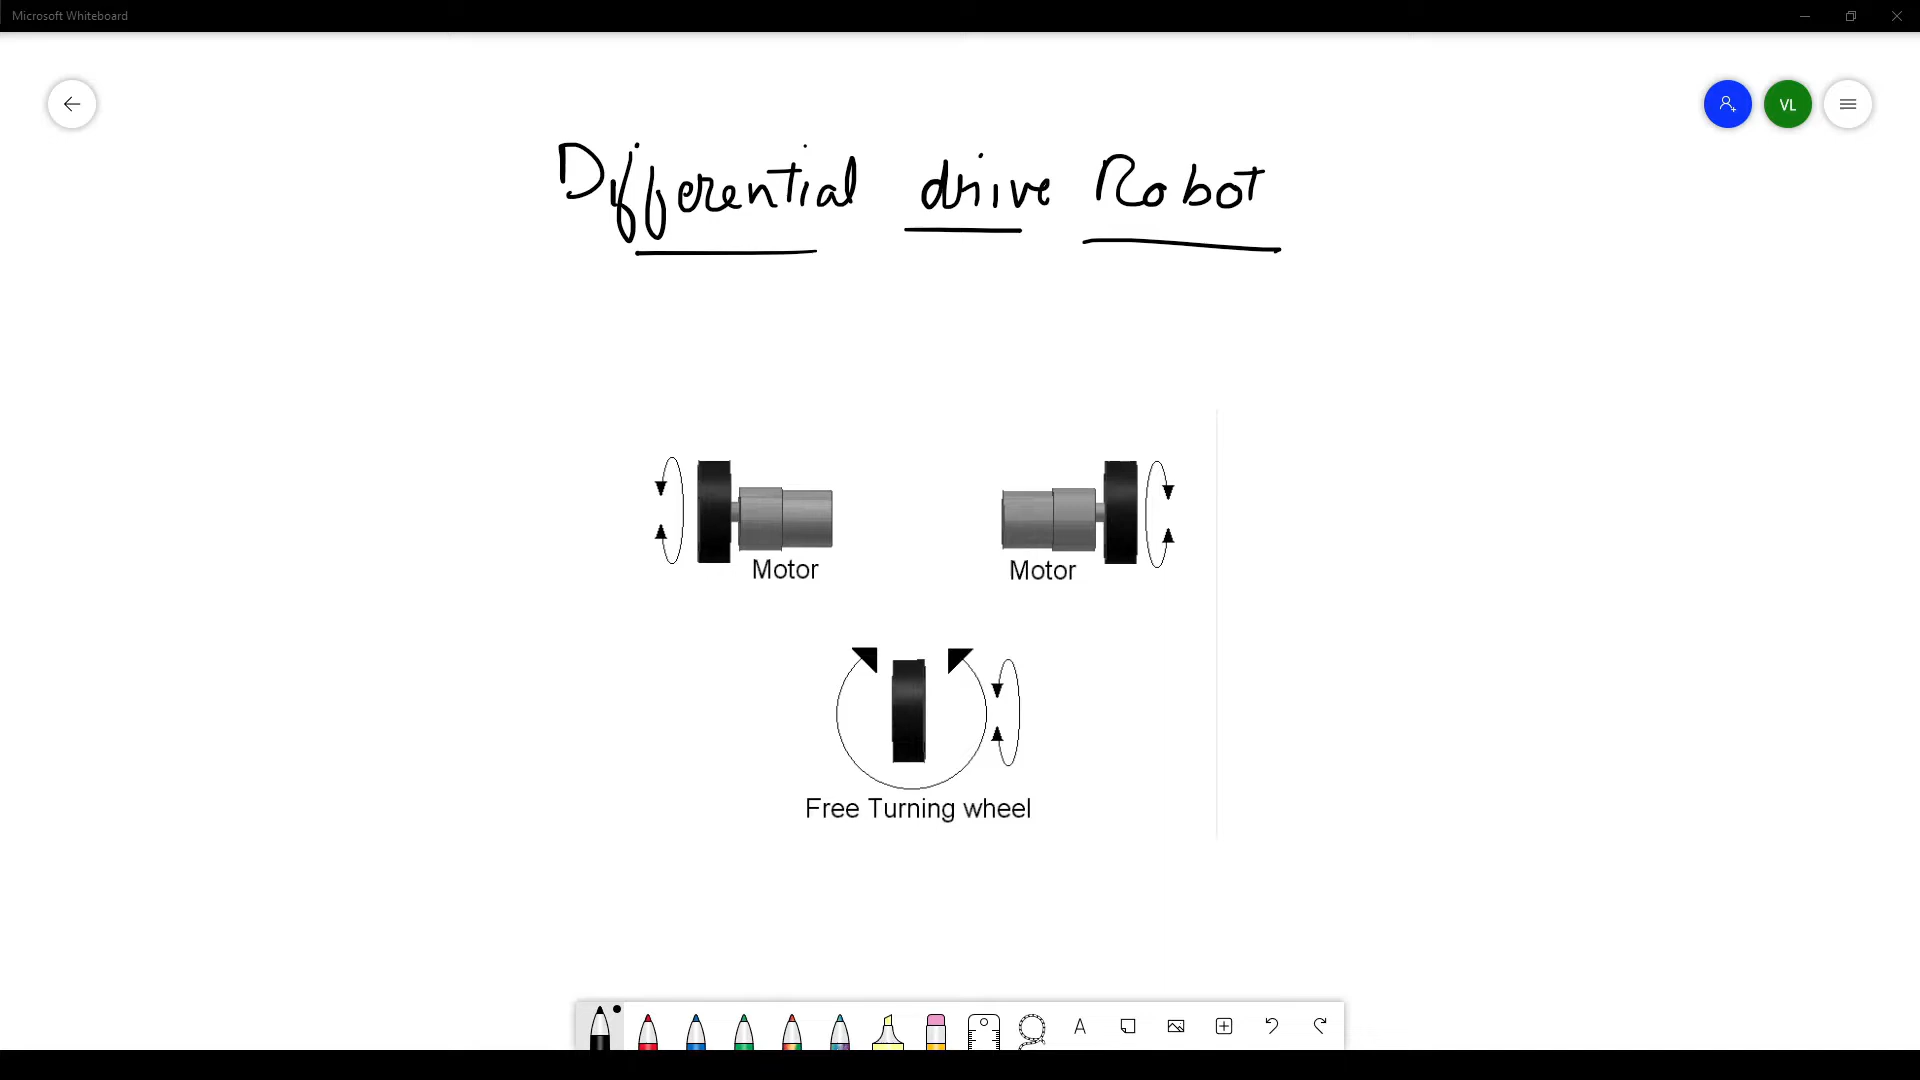 Microsoft Whiteboard
VL
Differential drive Robot
Motor Motor
Free Turning wheel
A